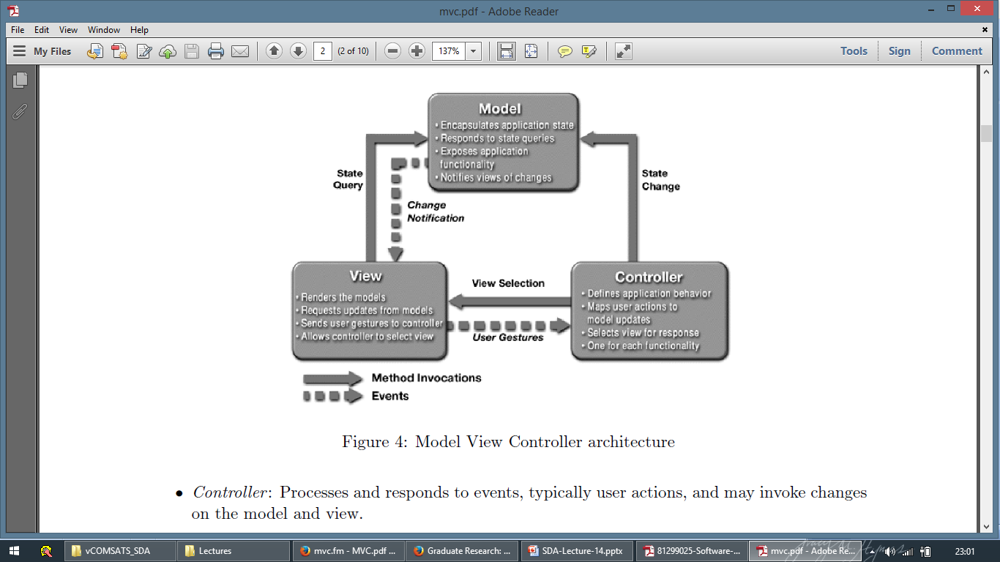 mvc.pdf - Adobe Reader
File Edit View Window Help
My Files
2
(2 of 10)
137%
Tools
Sign
Comment
Model
• Encapsulates application state
• Responds to state queries
• Exposes application
functionality
• Notifies views of changes
State
Query
State
Change
Change
Notification
View
• Renders the models
• Requests updates from models
• Sends user gestures to controller
• Allows controller to select view
View Selection
User Gestures
Controller
• Defines application behavior
• Maps user actions to
model updates
• Selects view for response
• One for each functionality
Method Invocations
Events
Figure 4: Model View Controller architecture
• Controller: Processes and responds to events, typically user actions, and may invoke changes
on the model and view.
vCOMSATS_SDA
Lectures
mvc.fm - MVC.pdf ...
Graduate Research: ...
SDA-Lecture-14.pptx
81299025-Software-...
mvc.pdf - Adobe Re...
23:01